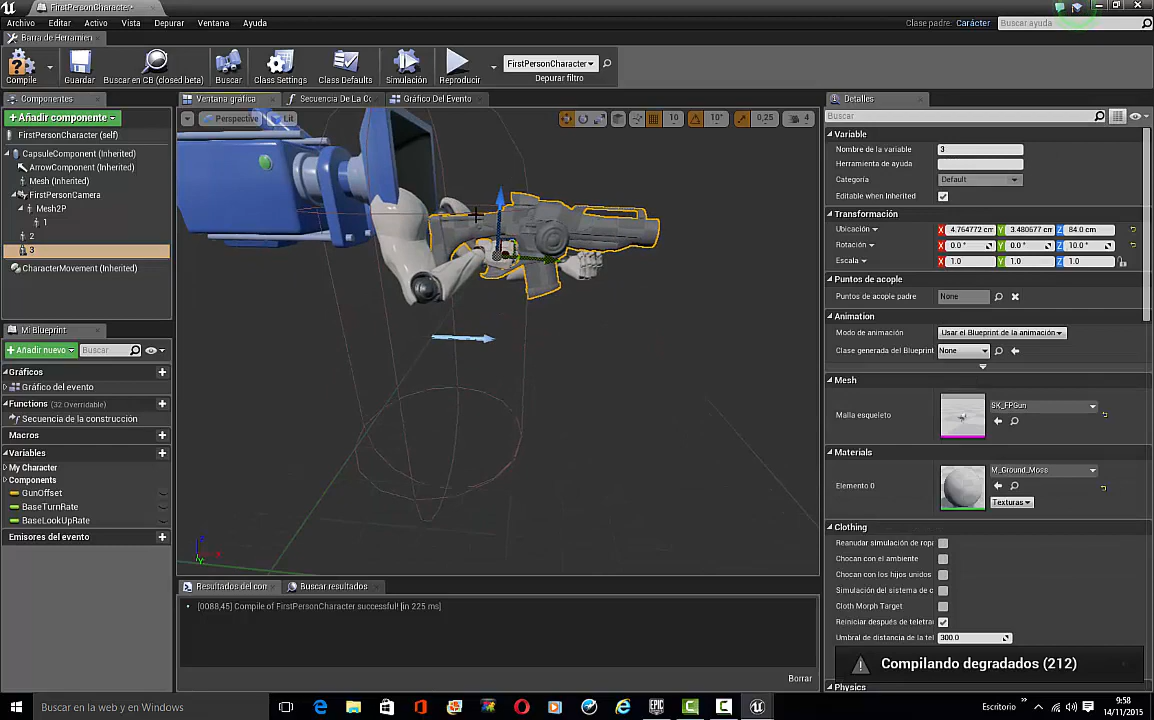 FirstPersonCharacter*
Archivo Editar Activo Vista Depurar Ventana Ayuda
Clase padre: Carácter
Buscar ayuda
Barra de Herramien
Compile
Guardar
Buscar en CB (closed beta)
Buscar
Class Settings
Class Defaults
Simulación
Reproducir
FirstPersonCharacter
Depurar filtro
Componentes
Añadir componente
FirstPersonCharacter (self)
CapsuleComponent (Inherited)
ArrowComponent (Inherited)
Mesh (Inherited)
FirstPersonCamera
Mesh2P
1
2
3
CharacterMovement (Inherited)
Mi Blueprint
Añadir nuevo
Buscar
Gráficos
Gráfico del evento
Functions (32 Overridable)
Secuencia de la construcción
Macros
Variables
My Character
Components
GunOffset
BaseTurnRate
BaseLookUpRate
Emisores del evento
Ventana gráfica
Secuencia De La Cc
Gráfico Del Evento
Perspective
Lit
10
10°
0,25
4
Resultados del com
Buscar resultados
[0088,45] Compile of FirstPersonCharacter successful! [in 225 ms]
Borrar
Detalles
Buscar
Variable
Nombre de la variable 3
Herramienta de ayuda
Categoría Default
Editable when Inherited
Transformación
Ubicación X 4.764772 cm Y 3.480677 cm Z 84.0 cm
Rotación X 0.0 ° Y 0.0 ° Z 10.0 °
Escala X 1.0 Y 1.0 Z 1.0
Puntos de acople
Puntos de acople padre None
Animation
Modo de animación Usar el Blueprint de la animación
Clase generada del Blueprint None
Mesh
Malla esqueleto SK_FPGun
Materials
Elemento 0 M_Ground_Moss
Texturas
Clothing
Reanudar simulación de ropa
Chocan con el ambiente
Chocan con los hijos unidos
Simulación del sistema de c
Cloth Morph Target
Reiniciar después de teletra
Umbral de distancia de la tel 300.0
Compilando degradados (212)
Physics
Buscar en la web y en Windows
Escritorio
9:58
14/11/2015